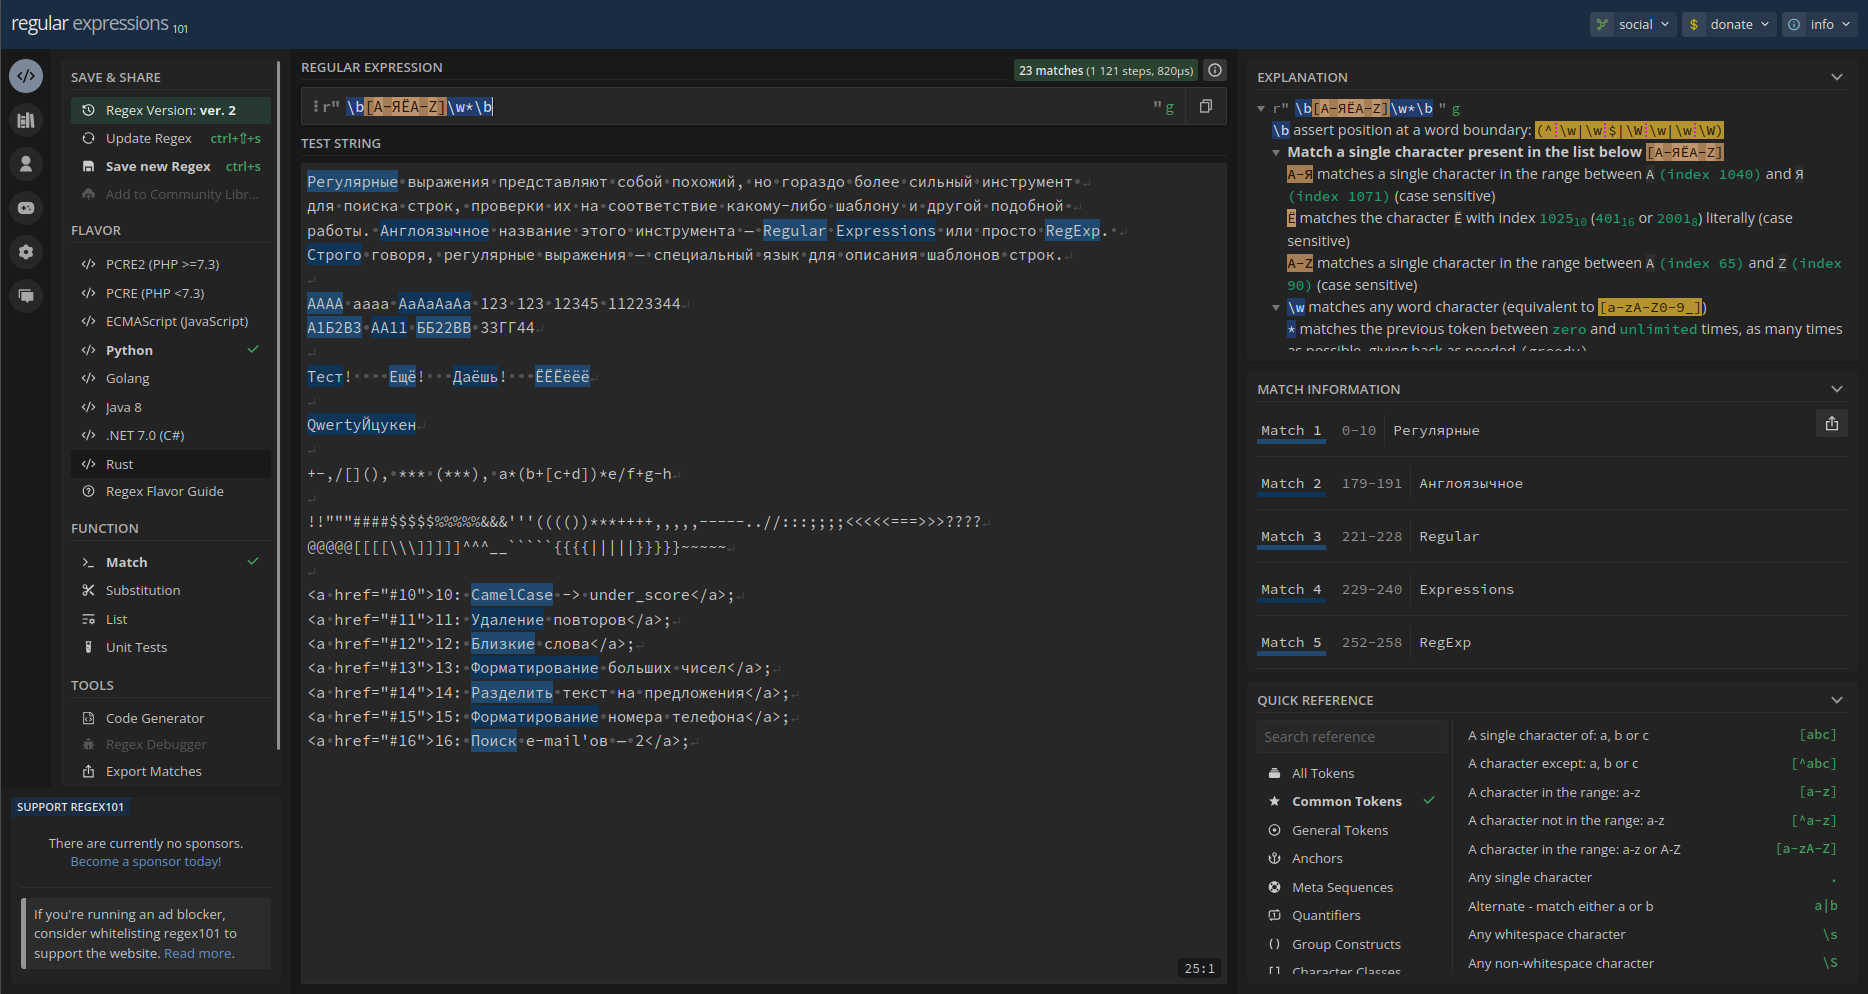 regular expressions 101
social
donate
info
SAVE & SHARE
Regex Version: ver. 2
Update Regex ctrl+⇧+s
Save new Regex ctrl+s
Add to Community Libr...
FLAVOR
PCRE2 (PHP >=7.3)
PCRE (PHP <7.3)
ECMAScript (JavaScript)
Python
Golang
Java 8
.NET 7.0 (C#)
Rust
Regex Flavor Guide
FUNCTION
Match
Substitution
List
Unit Tests
TOOLS
Code Generator
Regex Debugger
Export Matches
SUPPORT REGEX101
There are currently no sponsors.
Become a sponsor today!
If you're running an ad blocker,
consider whitelisting regex101 to
support the website. Read more.
REGULAR EXPRESSION
23 matches (1 121 steps, 820μs)
r" \b[А-ЯЁA-Z]\w*\b " g
TEST STRING
Регулярные выражения представляют собой похожий, но гораздо более сильный инструмент
для поиска строк, проверки их на соответствие какому-либо шаблону и другой подобной
работы. Англоязычное название этого инструмента — Regular Expressions или просто RegExp.
Строго говоря, регулярные выражения — специальный язык для описания шаблонов строк.
АААА аааа АаАаАаАа 123 123 12345 11223344
А1Б2В3 АА11 ББ22ВВ 33ГГ44
Тест! Ещё! Даёшь! ЁЁЁёёё
QwertyЙцукен
+-,/[](), *** (***), a*(b+[c+d])*e/f+g-h
!!"""####$$$$$%%%%%&&&'''(((())***++++,,,,,-----..//:::;;;;<<<<<===>>>????
@@@@@[[[[\\\]]]]]^^^__`````{{{{|||||}}}}}~~~~~
<a href="#10">10: CamelCase -> under_score</a>;
<a href="#11">11: Удаление повторов</a>;
<a href="#12">12: Близкие слова</a>;
<a href="#13">13: Форматирование больших чисел</a>;
<a href="#14">14: Разделить текст на предложения</a>;
<a href="#15">15: Форматирование номера телефона</a>;
<a href="#16">16: Поиск e-mail'ов — 2</a>;
25:1
EXPLANATION
r" \b[А-ЯЁA-Z]\w*\b " g
\b assert position at a word boundary: (^\w|\w$|\W\w|\w\W)
Match a single character present in the list below [А-ЯЁA-Z]
А-Я matches a single character in the range between А (index 1040) and Я
(index 1071) (case sensitive)
Ё matches the character Ё with index 1025₁₀ (401₁₆ or 2001₈) literally (case
sensitive)
A-Z matches a single character in the range between A (index 65) and Z (index
90) (case sensitive)
\w matches any word character (equivalent to [a-zA-Z0-9_])
* matches the previous token between zero and unlimited times, as many times
as possible, giving back as needed (greedy)
MATCH INFORMATION
Match 1 0-10 Регулярные
Match 2 179-191 Англоязычное
Match 3 221-228 Regular
Match 4 229-240 Expressions
Match 5 252-258 RegExp
QUICK REFERENCE
Search reference
All Tokens
Common Tokens
General Tokens
Anchors
Meta Sequences
Quantifiers
Group Constructs
Character Classes
A single character of: a, b or c [abc]
A character except: a, b or c [^abc]
A character in the range: a-z [a-z]
A character not in the range: a-z [^a-z]
A character in the range: a-z or A-Z [a-zA-Z]
Any single character .
Alternate - match either a or b a|b
Any whitespace character \s
Any non-whitespace character \S